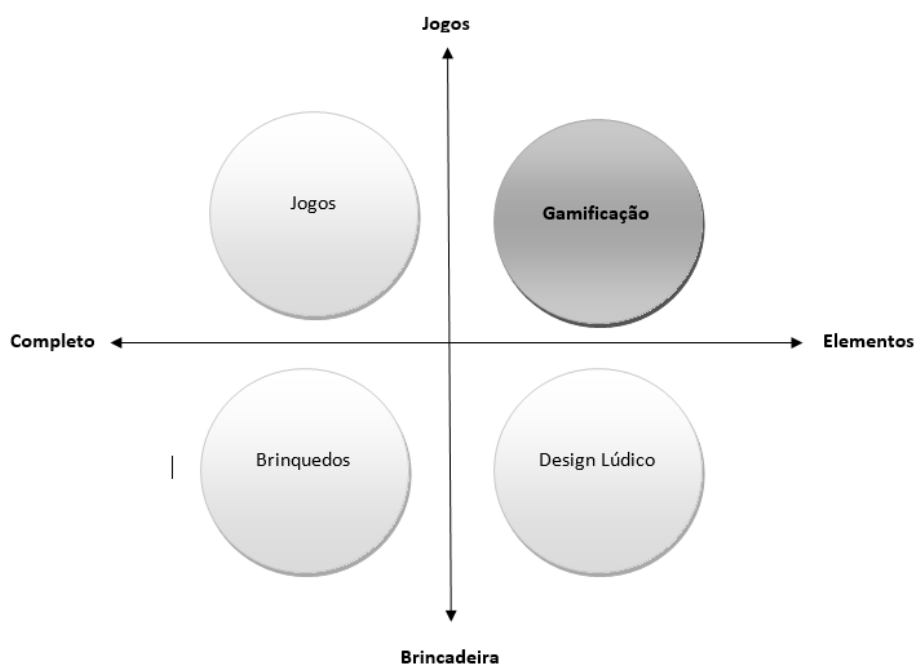 Jogos
Jogos
Gamificação
Completo
Elementos
Brinquedos
Design Lúdico
Brincadeira